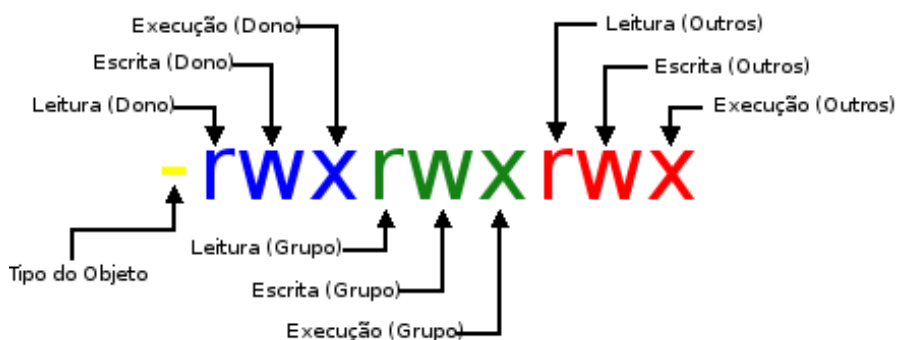 Execução (Dono)
Leitura (Outros)
Escrita (Dono)
Escrita (Outros)
Leitura (Dono)
Execução (Outros)
-rwxrwxrwx
Leitura (Grupo)
Tipo do Objeto
Escrita (Grupo)
Execução (Grupo)